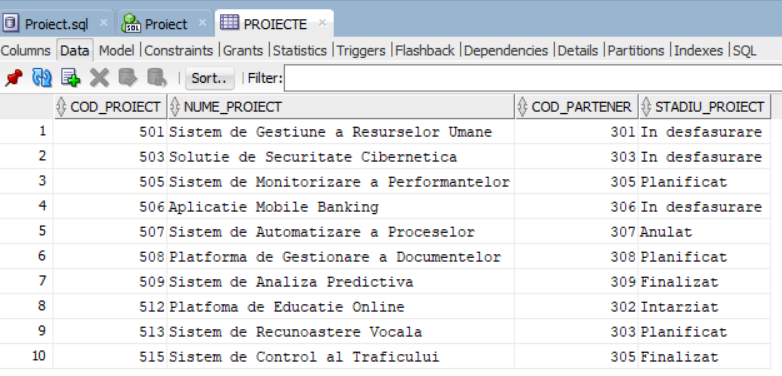 Proiect.sql × Proiect × PROIECTE ×
Columns Data Model |Constraints |Grants |Statistics |Triggers |Flashback |Dependencies |Details |Partitions |Indexes |SQL
Sort.. Filter:
COD_PROIECT NUME_PROIECT COD_PARTENER STADIU_PROIECT
1 501 Sistem de Gestiune a Resurselor Umane 301 In desfasurare
2 503 Solutie de Securitate Cibernetica 303 In desfasurare
3 505 Sistem de Monitorizare a Performantelor 305 Planificat
4 506 Aplicatie Mobile Banking 306 In desfasurare
5 507 Sistem de Automatizare a Proceselor 307 Anulat
6 508 Platforma de Gestionare a Documentelor 308 Planificat
7 509 Sistem de Analiza Predictiva 309 Finalizat
8 512 Platfoma de Educatie Online 302 Intarziat
9 513 Sistem de Recunoastere Vocala 303 Planificat
10 515 Sistem de Control al Traficului 305 Finalizat